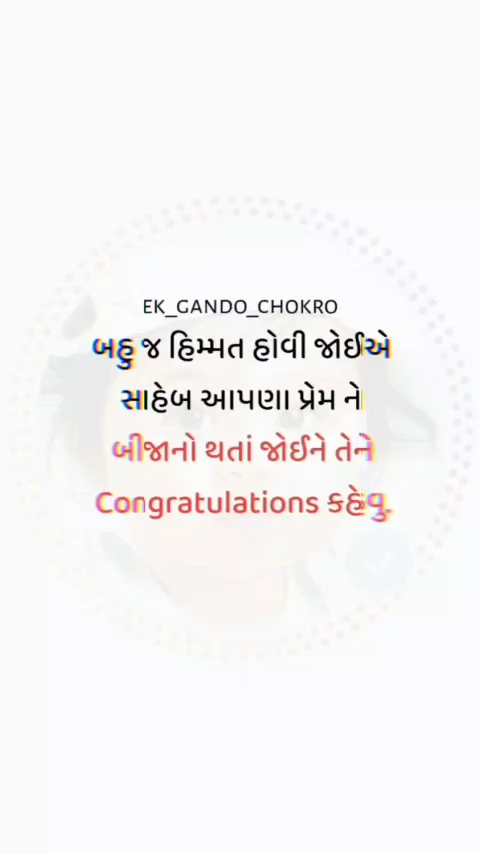 EK_GANDO_CHOKRO
બહુ જ હિમ્મત હોવી જોઈએ
સાહેબ આપણા પ્રેમ ને
બીજાનો થતાં જોઈને તેને
Congratulations કહેવુ.